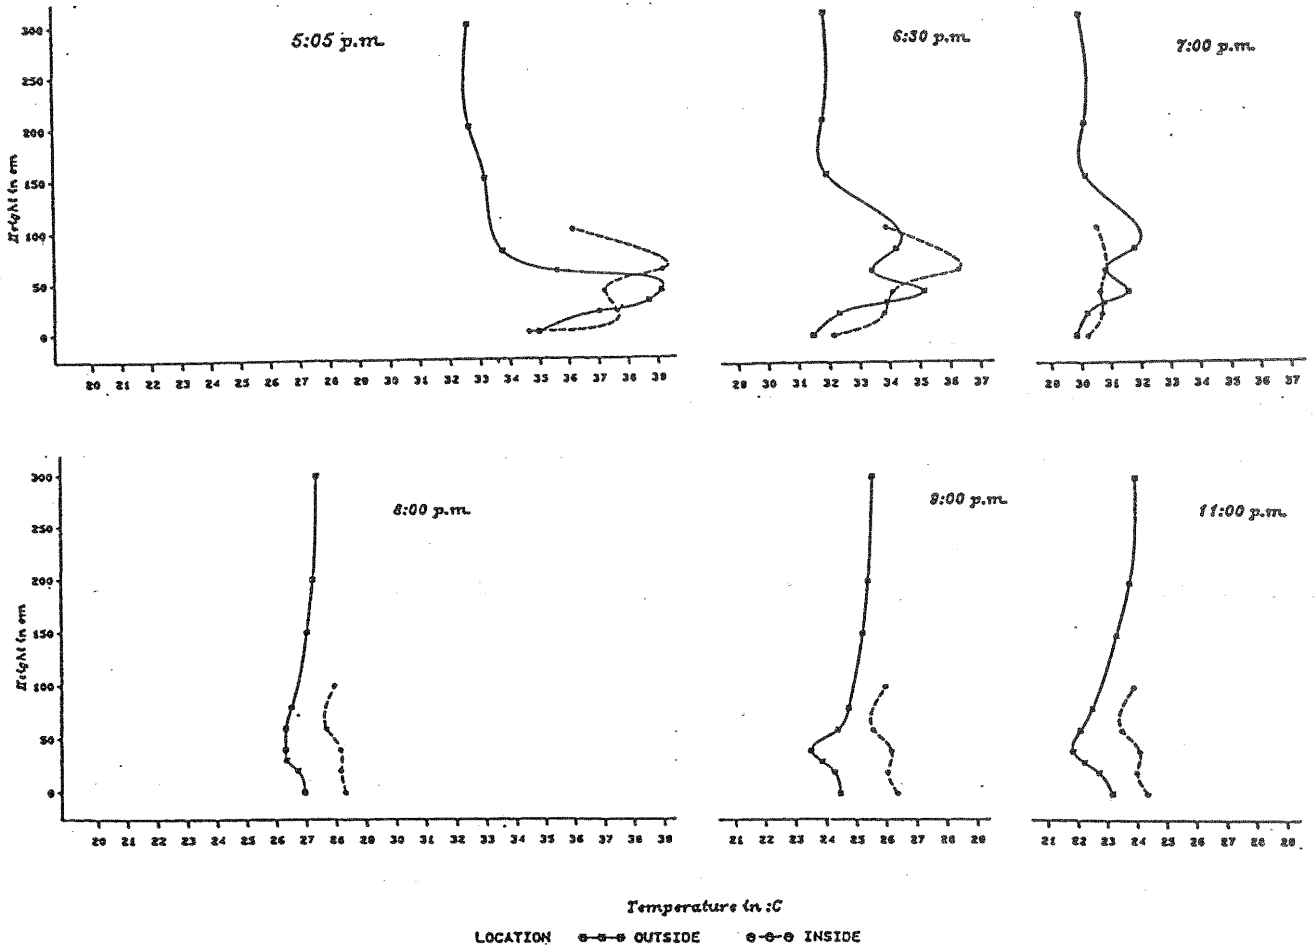 5:05 p.m.
6:30 p.m.
7:00 p.m.
Height in cm
300
250
200
150
100
50
0
20 21 22 23 24 25 26 27 28 29 30 31 32 33 34 35 36 37 38 39
29 30 31 32 33 34 35 36 37
29 30 31 32 33 34 35 36 37
8:00 p.m.
9:00 p.m.
11:00 p.m.
Height in cm
300
250
200
150
100
50
0
20 21 22 23 24 25 26 27 28 29 30 31 32 33 34 35 36 37 38 39
21 22 23 24 25 26 27 28 29
21 22 23 24 25 26 27 28 29
Temperature in :C
LOCATION OUTSIDE INSIDE